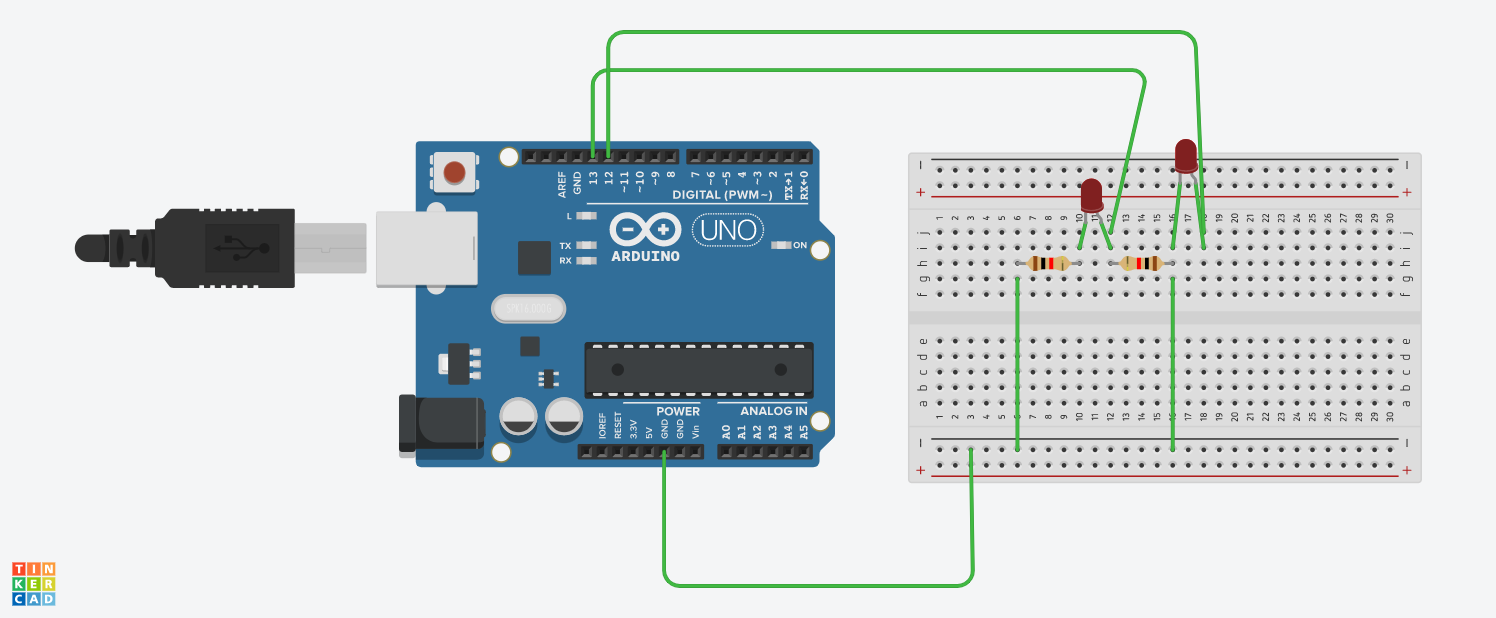 AREF
GND
13
12
~11
~10
~9
8
7
~6
~5
4
~3
2
TX→1
RX←0
DIGITAL (PWM~)
L
TX
RX
ARDUINO
UNO
ON
POWER
ANALOG IN
IOREF
RESET
3.3V
5V
GND
GND
Vin
A0
A1
A2
A3
A4
A5
− −
+ +
1 2 3 4 5 6 7 8 9 10 11 12 13 14 15 16 17 18 19 20 21 22 23 24 25 26 27 28 29 30
j j
i i
h h
g g
f f
e e
d d
c c
b b
a a
1 2 3 4 5 6 7 8 9 10 11 12 13 14 15 16 17 18 19 20 21 22 23 24 25 26 27 28 29 30
− −
+ +
TIN
KER
CAD